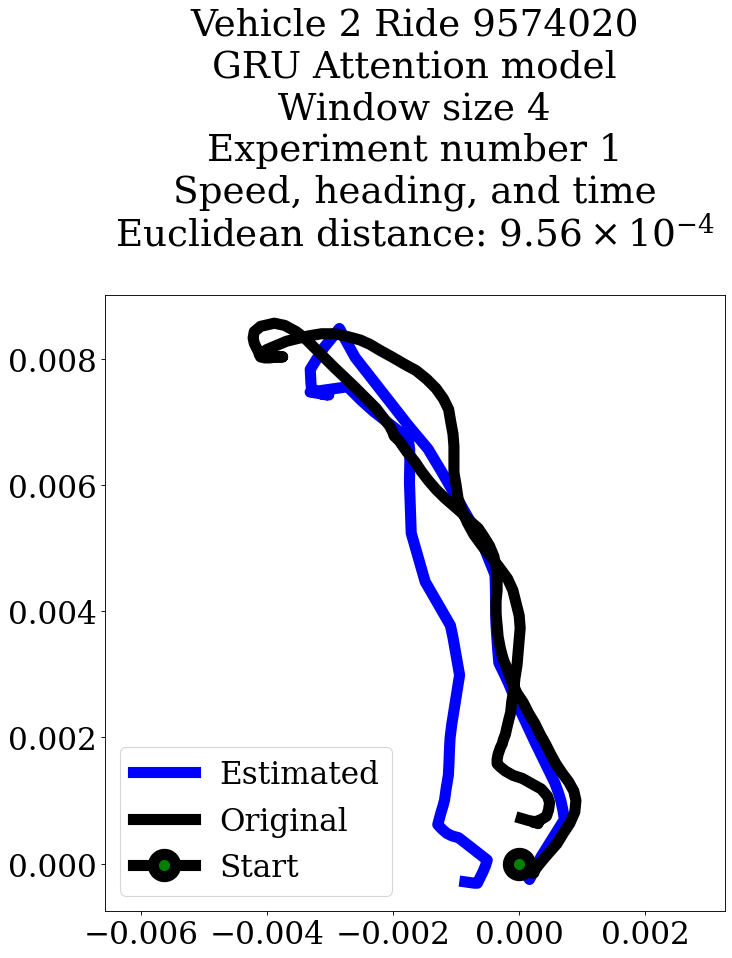 Vehicle 2 Ride 9574020
GRU Attention model
Window size 4
Experiment number 1
Speed, heading, and time
Euclidean distance: 9.56 × 10⁻⁴
0.008
0.006
0.004
0.002
0.000
Estimated
Original
Start
−0.006 −0.004 −0.002 0.000 0.002